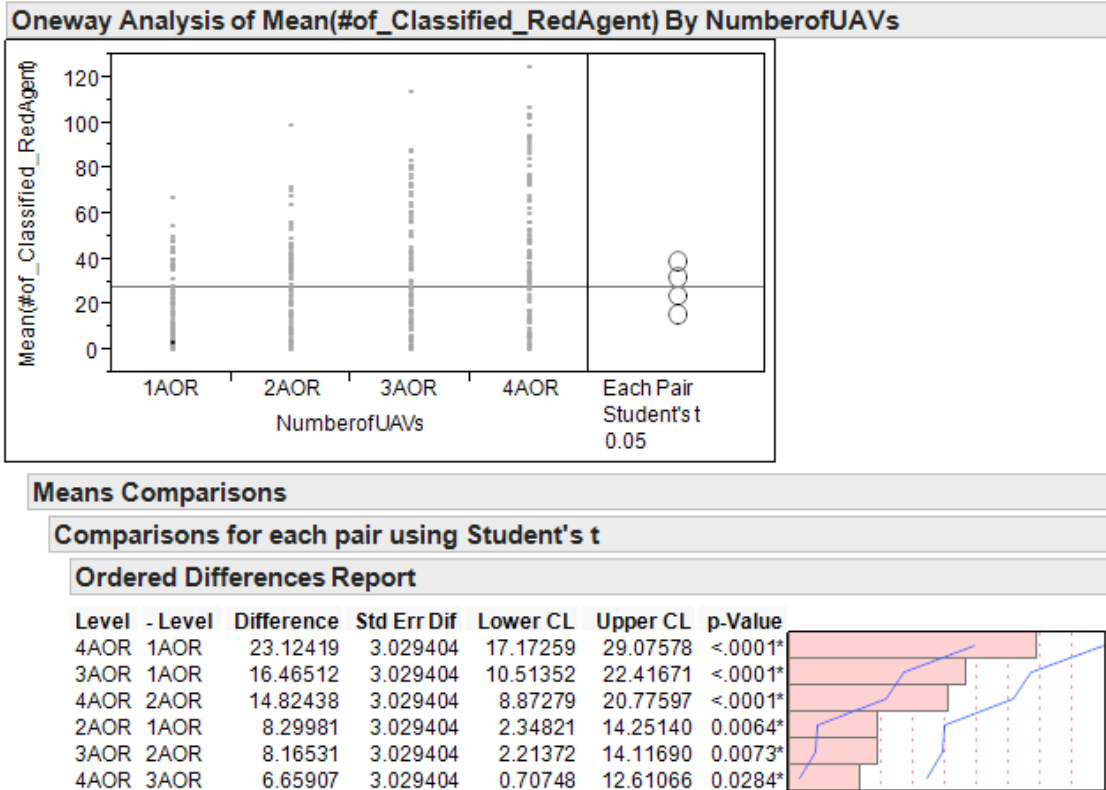 Oneway Analysis of Mean(#of_Classified_RedAgent) By NumberofUAVs
Mean(#of_Classified_RedAgent)
120
100
80
60
40
20
0
1AOR 2AOR 3AOR 4AOR
NumberofUAVs
Each Pair
Student's t
0.05
Means Comparisons
Comparisons for each pair using Student's t
Ordered Differences Report
Level - Level Difference Std Err Dif Lower CL Upper CL p-Value
4AOR 1AOR 23.12419 3.029404 17.17259 29.07578 <.0001*
3AOR 1AOR 16.46512 3.029404 10.51352 22.41671 <.0001*
4AOR 2AOR 14.82438 3.029404 8.87279 20.77597 <.0001*
2AOR 1AOR 8.29981 3.029404 2.34821 14.25140 0.0064*
3AOR 2AOR 8.16531 3.029404 2.21372 14.11690 0.0073*
4AOR 3AOR 6.65907 3.029404 0.70748 12.61066 0.0284*